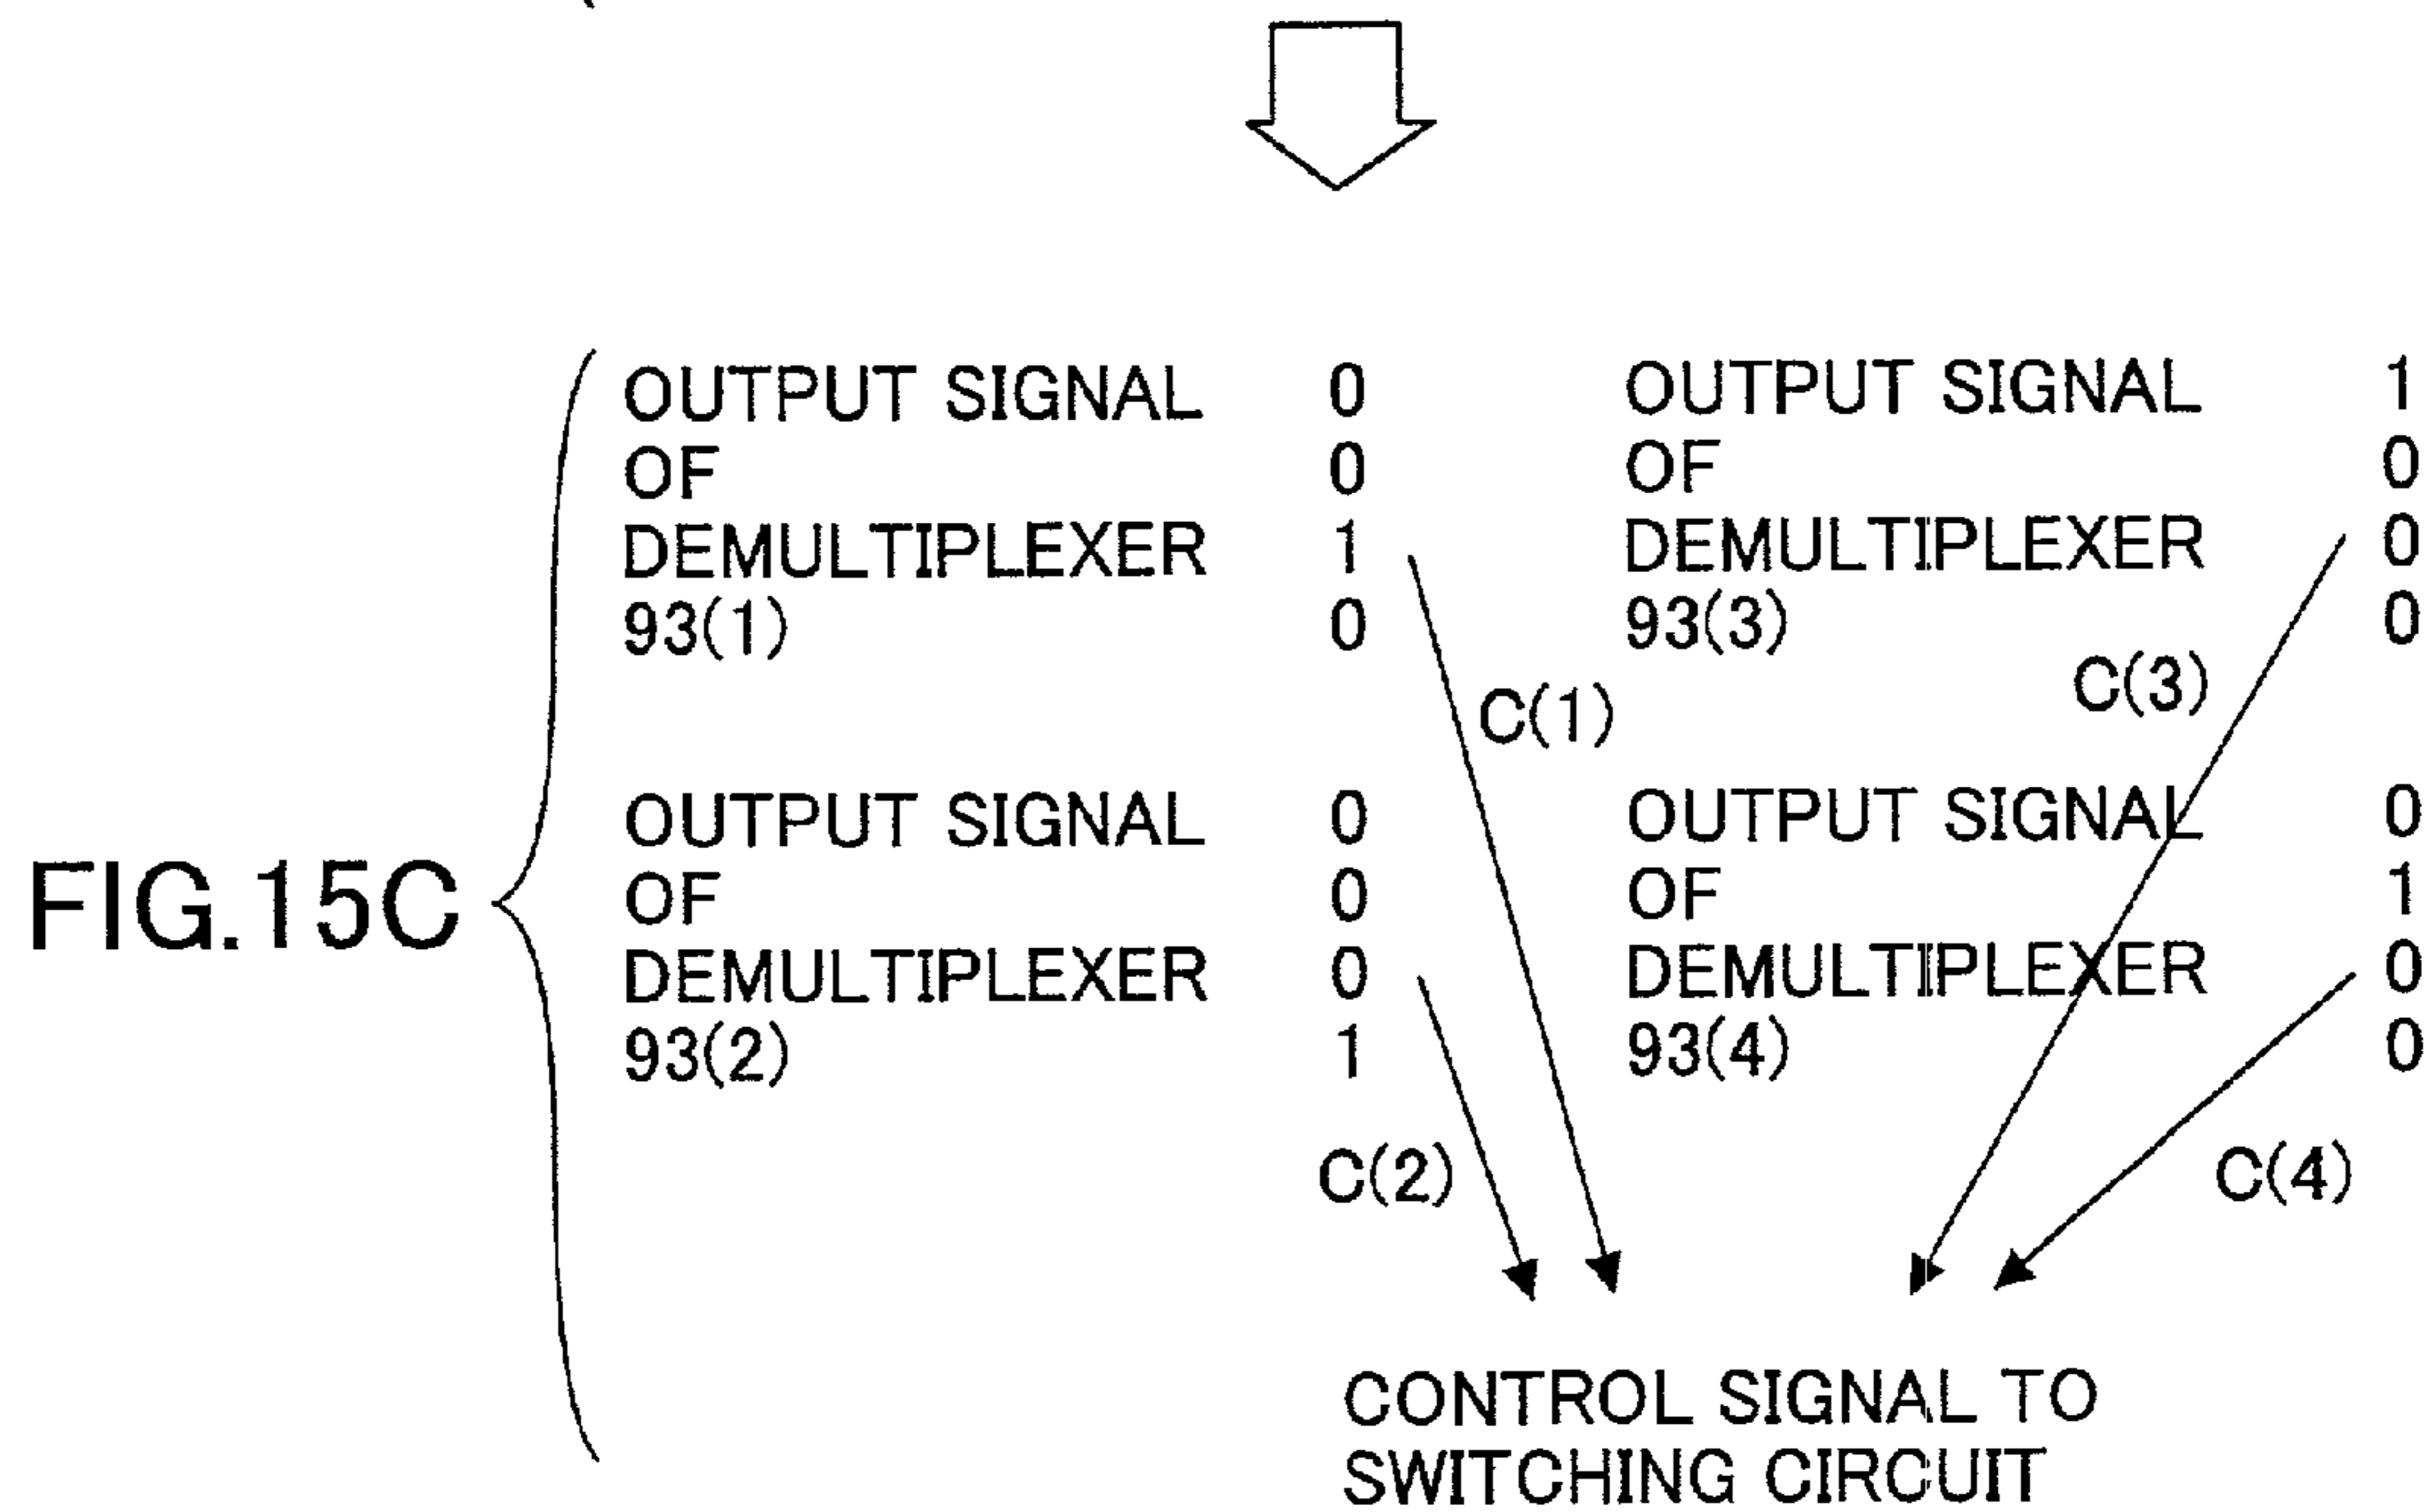 OUTPUT SIGNAL 0 OUTPUT SIGNAL 1
OF 0 OF 0
DEMULTIPLEXER 1 DEMULTIPLEXER 0
93(1) 0 93(3) 0
C(3)
C(1)
OUTPUT SIGNAL 0 OUTPUT SIGNAL 0
OF 0 OF 1
FIG.15C
DEMULTIPLEXER 0 DEMULTIPLEXER 0
93(2) 1 93(4) 0
C(2) C(4)
CONTROL SIGNAL TO
SWITCHING CIRCUIT